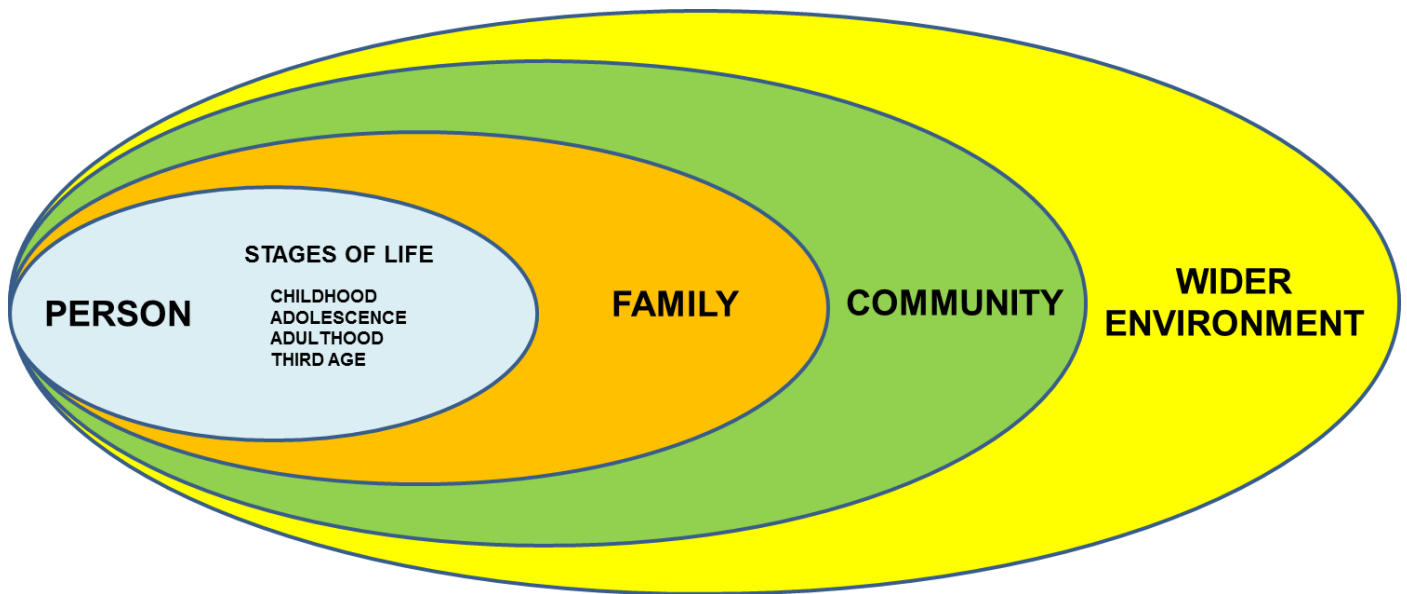 PERSON
STAGES OF LIFE
CHILDHOOD
ADOLESCENCE
ADULTHOOD
THIRD AGE
FAMILY
COMMUNITY
WIDER
ENVIRONMENT